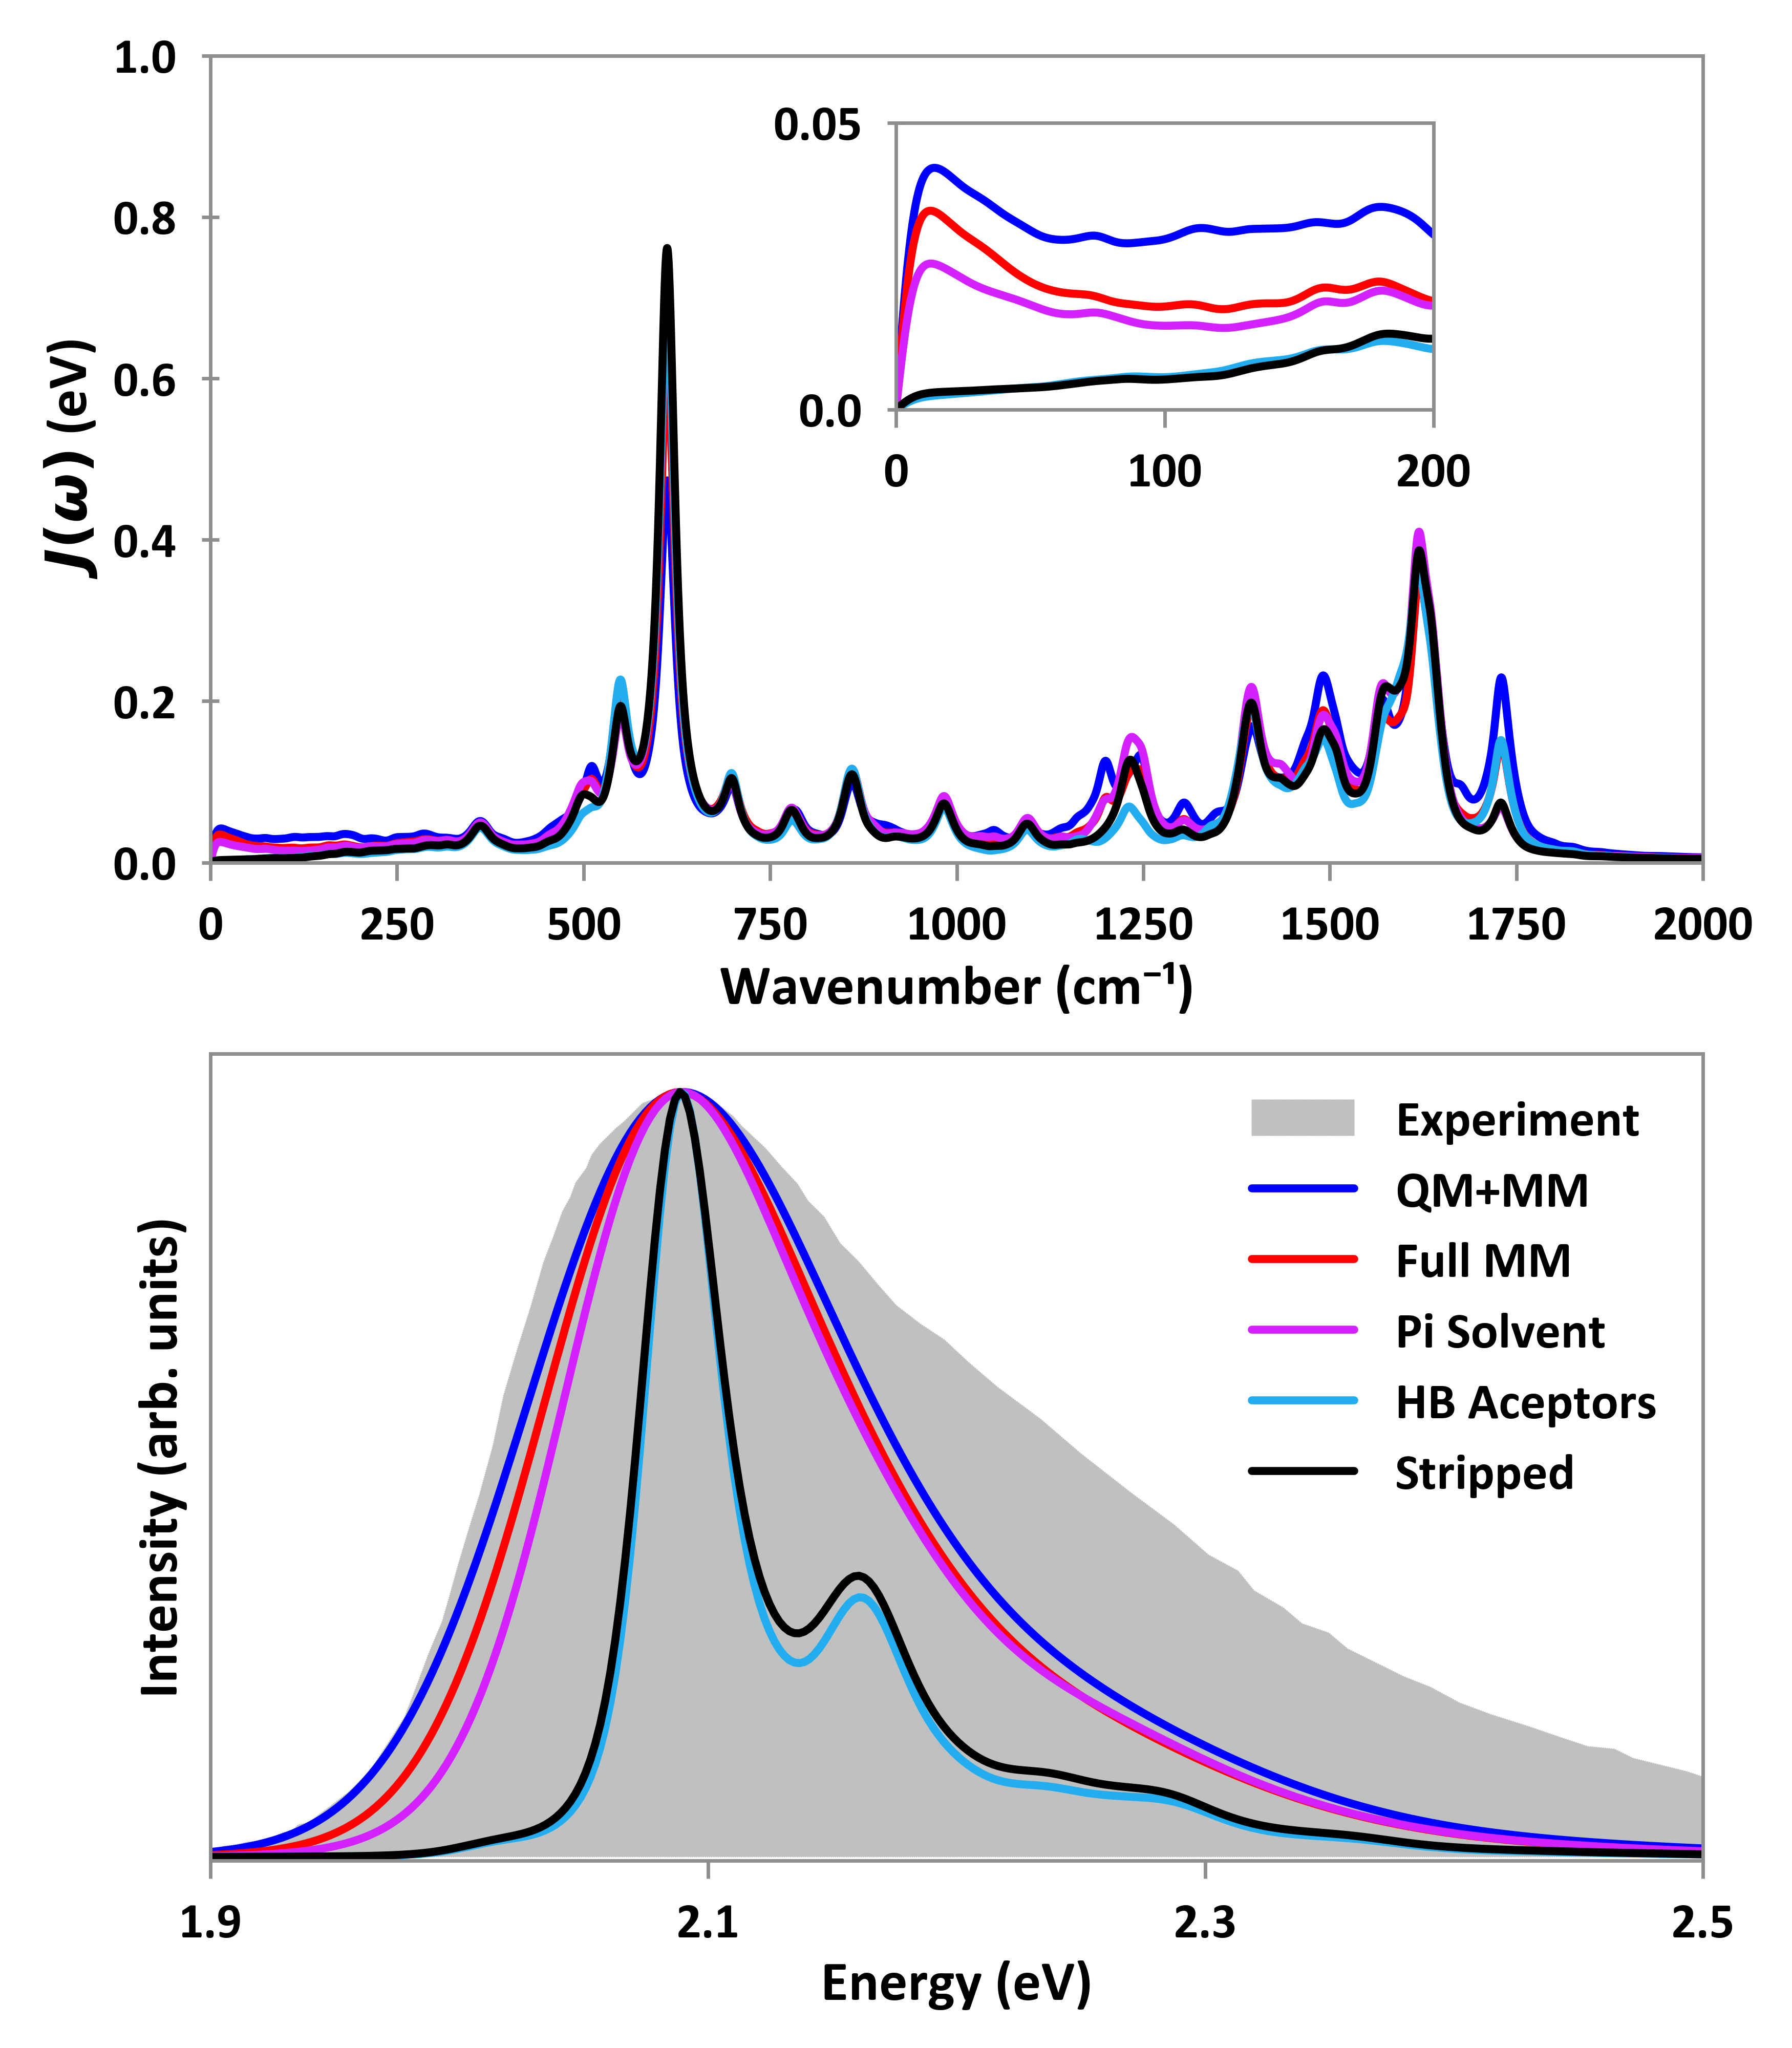 1.0
0.8
0.6
0.4
0.2
0.0
J(ω) (eV)
0.05
0.0
0 100 200
0 250 500 750 1000 1250 1500 1750 2000
Wavenumber (cm⁻¹)
Intensity (arb. units)
Experiment
QM+MM
Full MM
Pi Solvent
HB Aceptors
Stripped
1.9 2.1 2.3 2.5
Energy (eV)